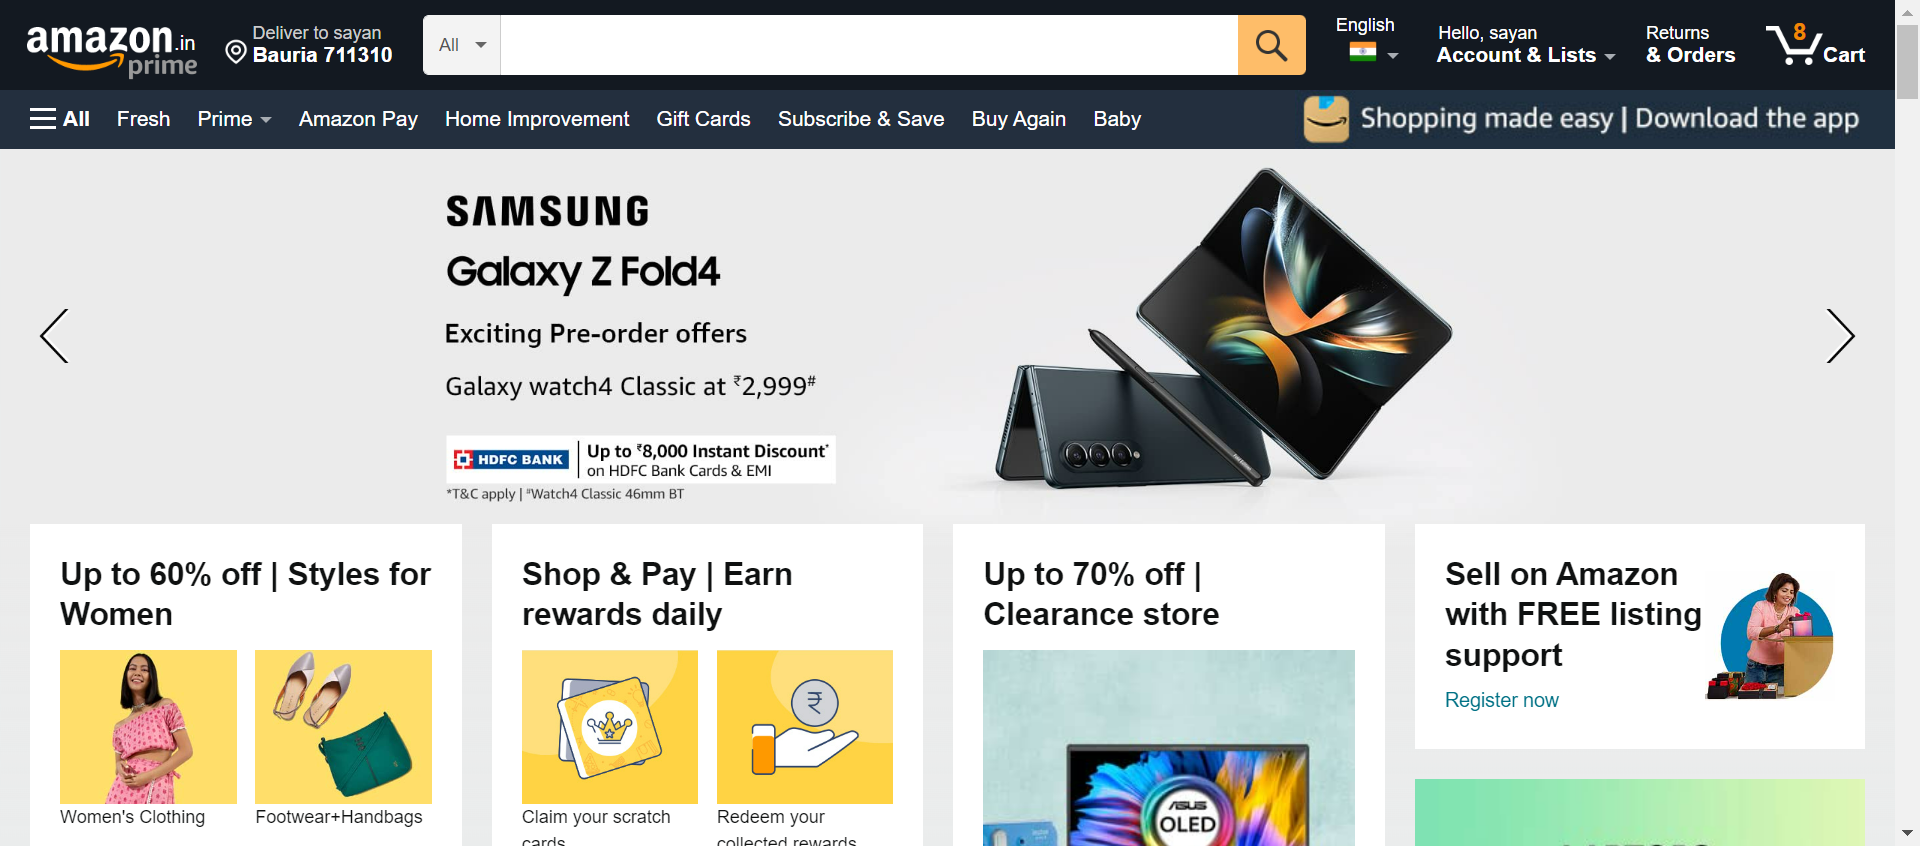 amazon.in
prime
Deliver to sayan
Bauria 711310
All
English
Hello, sayan
Account & Lists
Returns
& Orders
8
Cart
All
Fresh
Prime
Amazon Pay
Home Improvement
Gift Cards
Subscribe & Save
Buy Again
Baby
Shopping made easy | Download the app
SAMSUNG
Galaxy Z Fold4
Exciting Pre-order offers
Galaxy watch4 Classic at ₹2,999#
HDFC BANK
Up to ₹8,000 Instant Discount*
on HDFC Bank Cards & EMI
*T&C apply | #Watch4 Classic 46mm BT
Up to 60% off | Styles for
Women
Women's Clothing
Footwear+Handbags
Shop & Pay | Earn
rewards daily
₹
Claim your scratch
cards
Redeem your
collected rewards
Up to 70% off |
Clearance store
ASUS
OLED
Sell on Amazon
with FREE listing
support
Register now